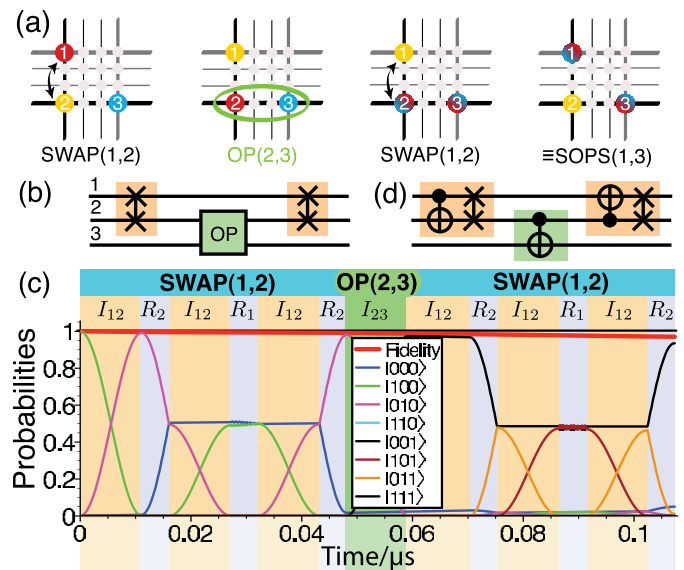 (a)
1 1 1
2 3 2 3 2 3 2 3
SWAP(1,2) OP(2,3) SWAP(1,2) ≡SOPS(1,3)
(b) 1 2 3 OP (d)
(c) SWAP(1,2) OP(2,3) SWAP(1,2)
I₁₂ R₂ I₁₂ R₁ I₁₂ R₂ I₂₃ I₁₂ R₂ I₁₂ R₁ I₁₂ R₂
Probabilities
1
0.8
0.6
0.4
0.2
0
Fidelity
|000⟩
|100⟩
|010⟩
|110⟩
|001⟩
|101⟩
|011⟩
|111⟩
0 0.02 0.04 0.06 0.08 0.1
Time/μs